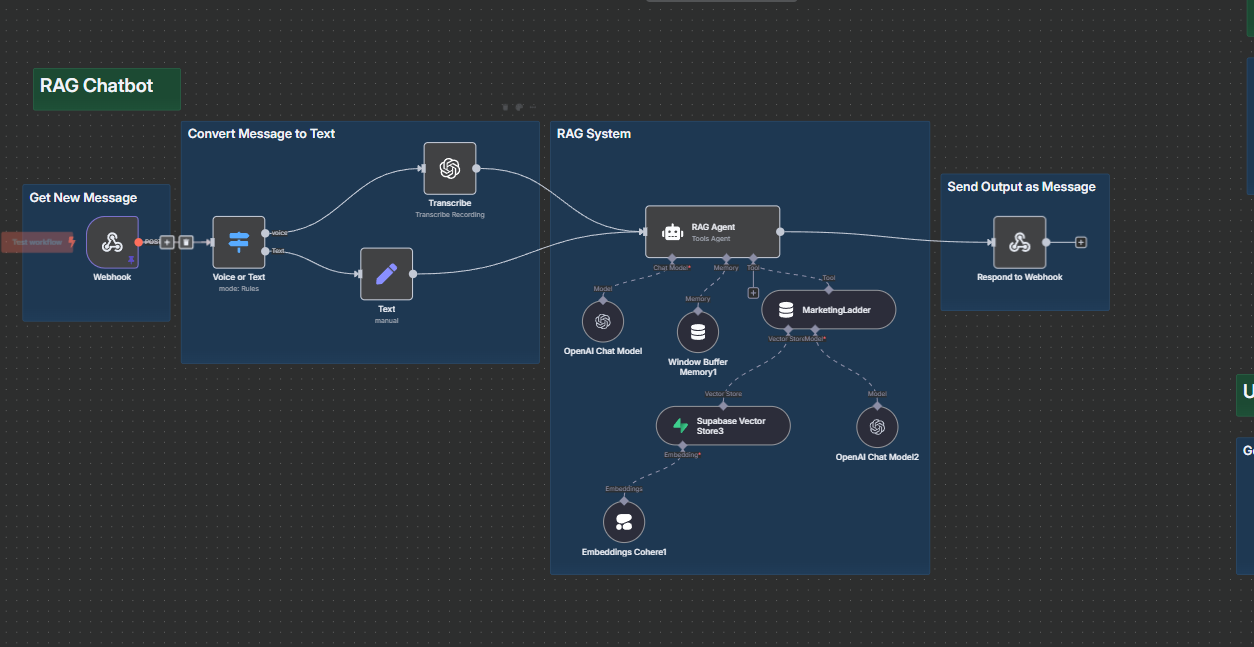 RAG Chatbot
Convert Message to Text
RAG System
Get New Message
Send Output as Message
Transcribe
Transcribe Recording
voice
Text
Test workflow
POST
Webhook
Voice or Text
mode: Rules
Text
manual
RAG Agent
Tools Agent
Chat Model*
Memory
Tool
Respond to Webhook
Model
Memory
Tool
OpenAI Chat Model
Window Buffer
Memory1
MarketingLadder
Vector Store
Model*
Vector Store
Model
Supabase Vector
Store3
OpenAI Chat Model2
Embedding*
Embeddings
Embeddings Cohere1